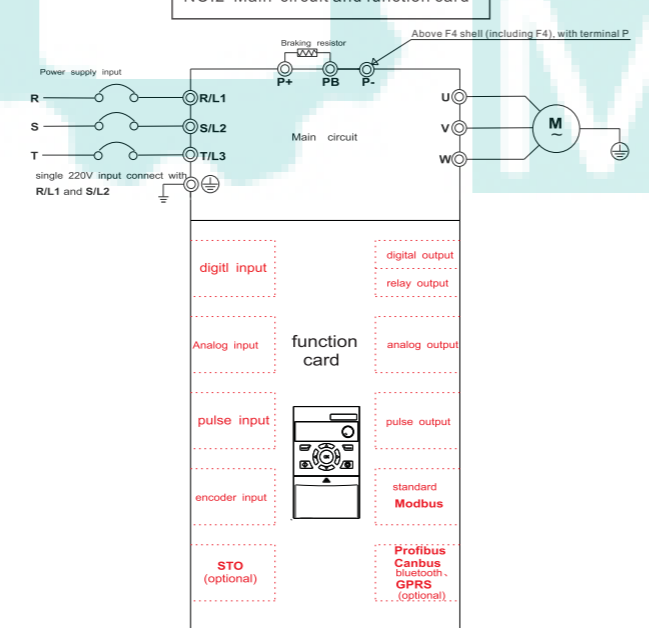 NO.2 Main circuit and function card
Above F4 shell (including F4), with terminal P
Braking resistor
P+ PB P-
Power supply input
R R/L1
S S/L2
T T/L3
single 220V input connect with
R/L1 and S/L2
Main circuit
U
V
W
M
~
digitl input
digital output
relay output
Analog input
function
card
analog output
pulse input
pulse output
OK
encoder input
standard
Modbus
STO
(optional)
Profibus
Canbus
bluetooth、
GPRS
(optional)